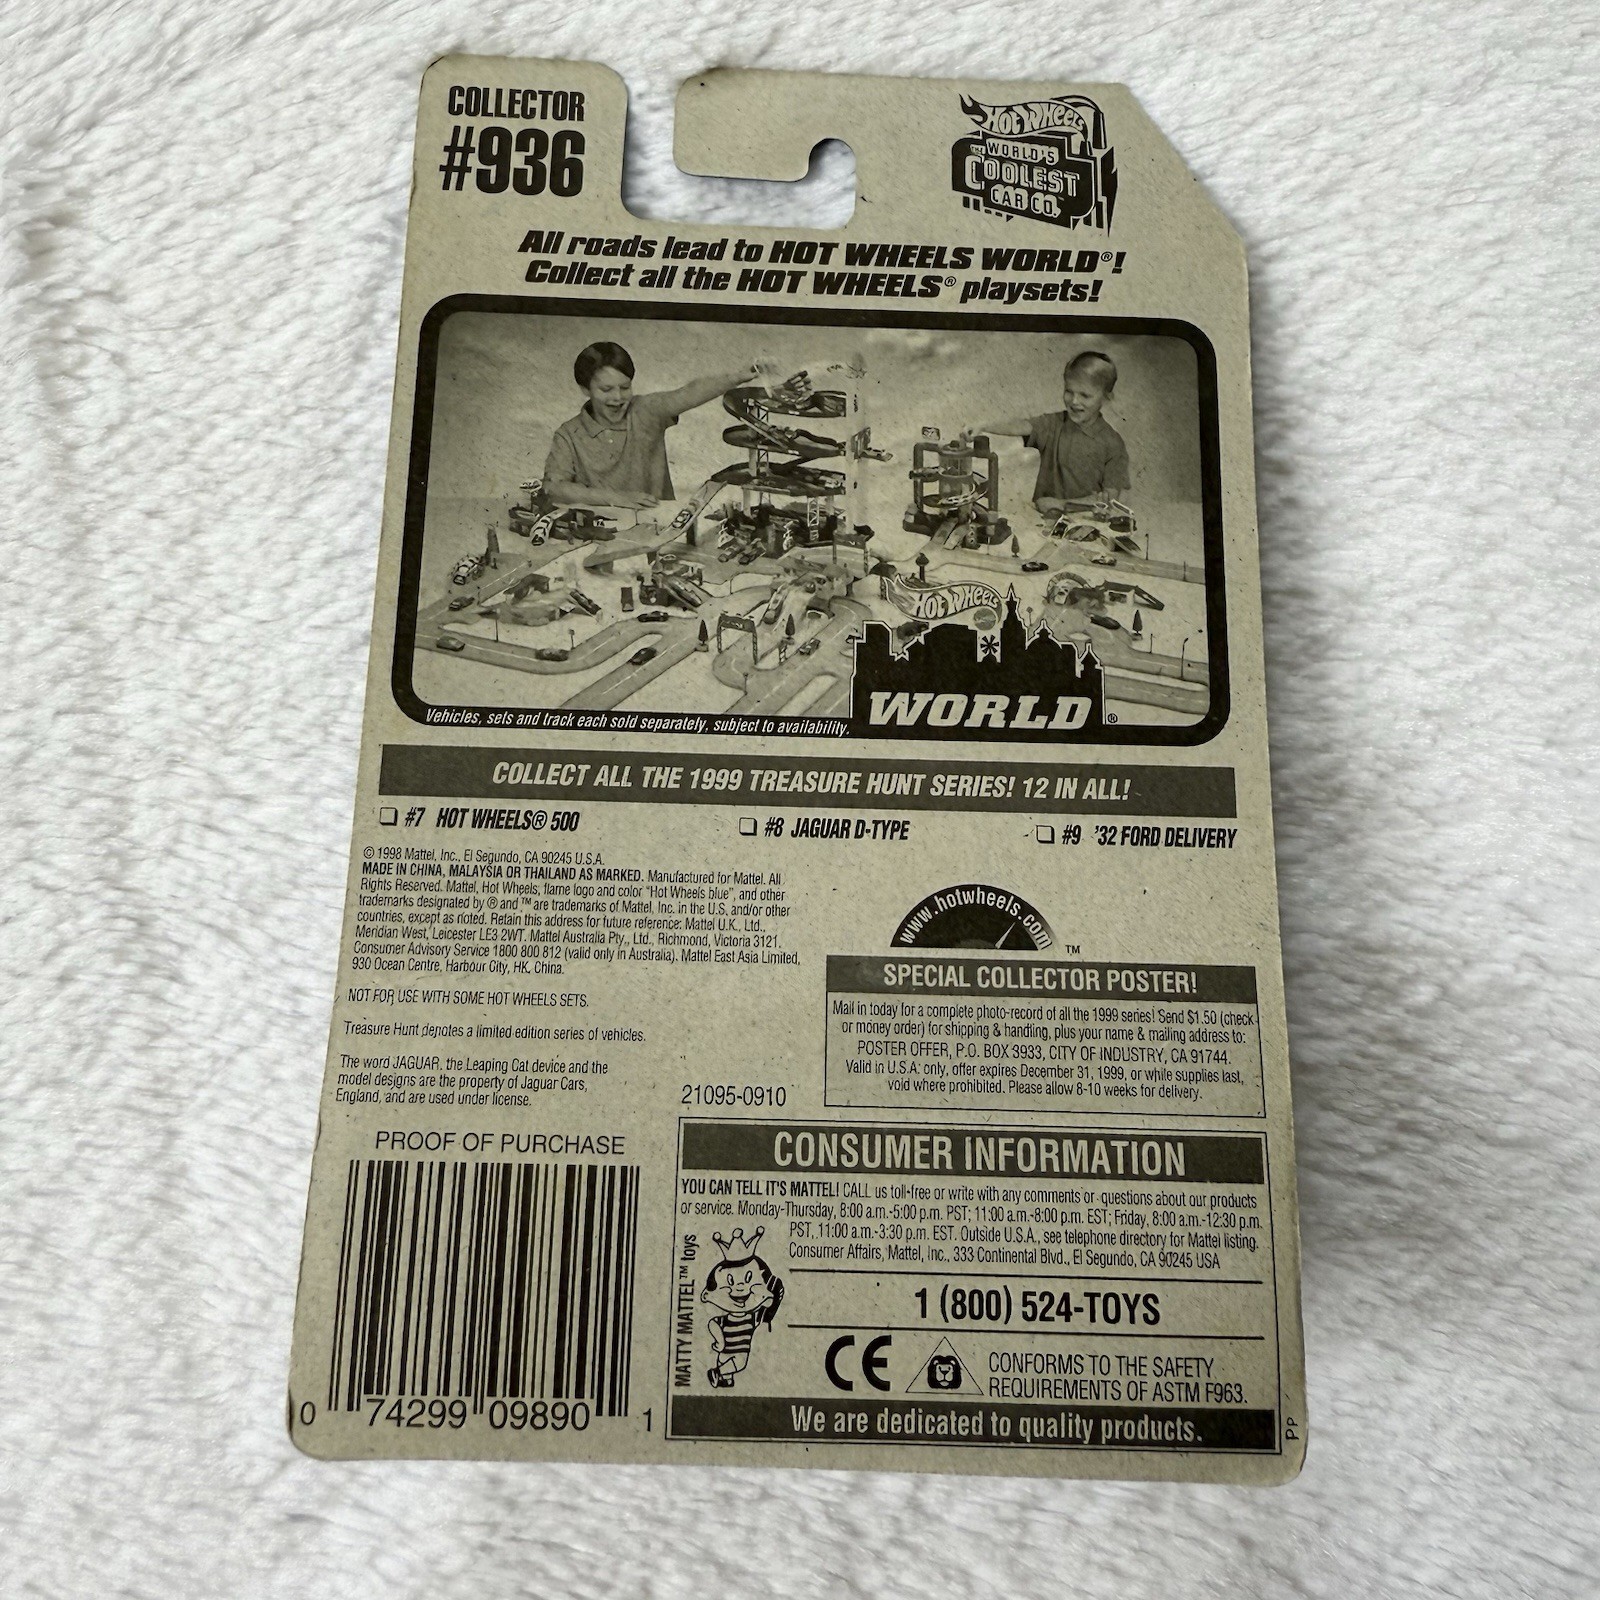 COLLECTOR
#936
HOT WHEELS
THE WORLD'S
COOLEST
CAR CO.™
All roads lead to HOT WHEELS WORLD®!
Collect all the HOT WHEELS® playsets!
HOT WHEELS
WORLD®
Vehicles, sets and track each sold separately, subject to availability.
COLLECT ALL THE 1999 TREASURE HUNT SERIES! 12 IN ALL!
#7 HOT WHEELS® 500
#8 JAGUAR D-TYPE
#9 '32 FORD DELIVERY
© 1998 Mattel, Inc., El Segundo, CA 90245 U.S.A.
MADE IN CHINA, MALAYSIA OR THAILAND AS MARKED. Manufactured for Mattel. All
Rights Reserved. Mattel, Hot Wheels, flame logo and color "Hot Wheels blue", and other
trademarks designated by ® and ™ are trademarks of Mattel, Inc. in the U.S. and/or other
countries, except as noted. Retain this address for future reference: Mattel U.K., Ltd.,
Meridian West, Leicester LE3 2WT. Mattel Australia Pty., Ltd., Richmond, Victoria 3121.
Consumer Advisory Service 1800 800 812 (valid only in Australia). Mattel East Asia Limited,
930 Ocean Centre, Harbour City, HK, China.
NOT FOR USE WITH SOME HOT WHEELS SETS.
Treasure Hunt denotes a limited edition series of vehicles.
The word JAGUAR, the Leaping Cat device and the
model designs are the property of Jaguar Cars,
England, and are used under license.
21095-0910
www.hotwheels.com
™
SPECIAL COLLECTOR POSTER!
Mail in today for a complete photo-record of all the 1999 series! Send $1.50 (check
or money order) for shipping & handling, plus your name & mailing address to:
POSTER OFFER, P.O. BOX 3933, CITY OF INDUSTRY, CA 91744.
Valid in U.S.A. only, offer expires December 31, 1999, or while supplies last,
void where prohibited. Please allow 8-10 weeks for delivery.
PROOF OF PURCHASE
0 74299 09890 1
CONSUMER INFORMATION
YOU CAN TELL IT'S MATTEL! CALL us toll-free or write with any comments or questions about our products
or service. Monday-Thursday, 8:00 a.m.-5:00 p.m. PST; 11:00 a.m.-8:00 p.m. EST; Friday, 8:00 a.m.-12:30 p.m.
PST, 11:00 a.m.-3:30 p.m. EST. Outside U.S.A., see telephone directory for Mattel listing.
Consumer Affairs, Mattel, Inc., 333 Continental Blvd., El Segundo, CA 90245 USA
MATTY MATTEL™ toys
1 (800) 524-TOYS
CE
CONFORMS TO THE SAFETY
REQUIREMENTS OF ASTM F963.
We are dedicated to quality products.
PP